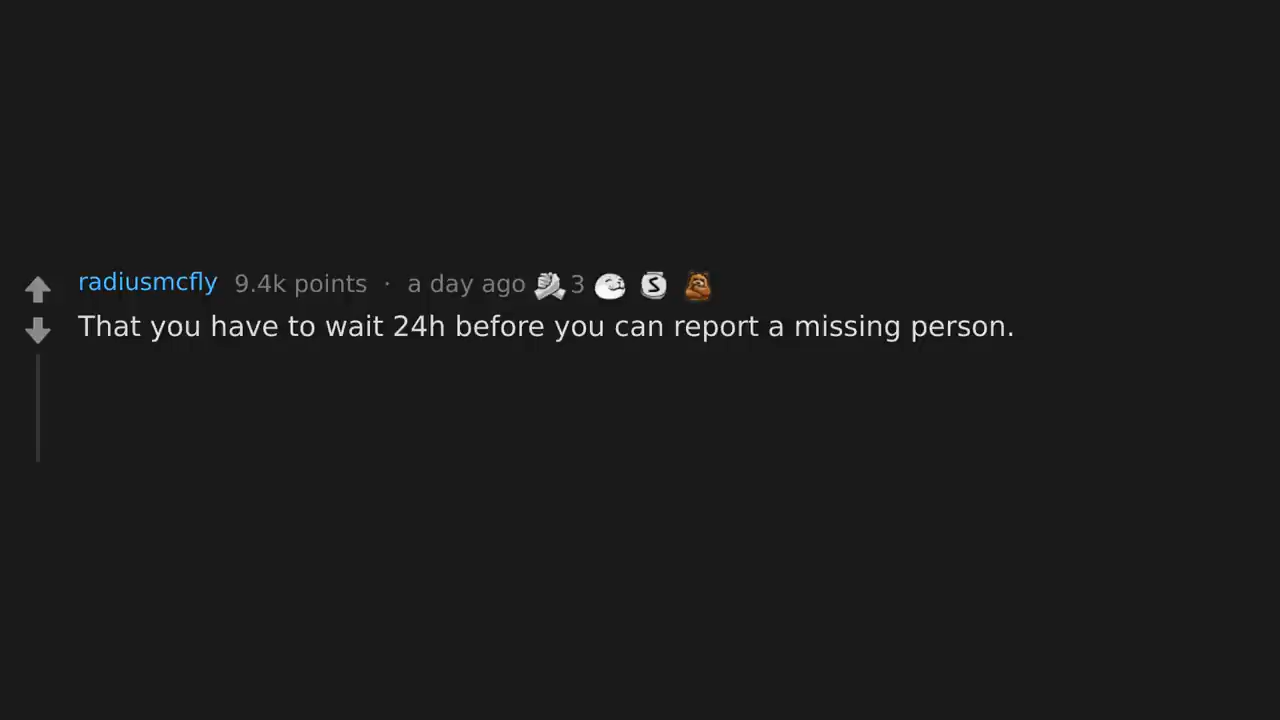 radiusmcfly 9.4k points · a day ago 3 S
That you have to wait 24h before you can report a missing person.